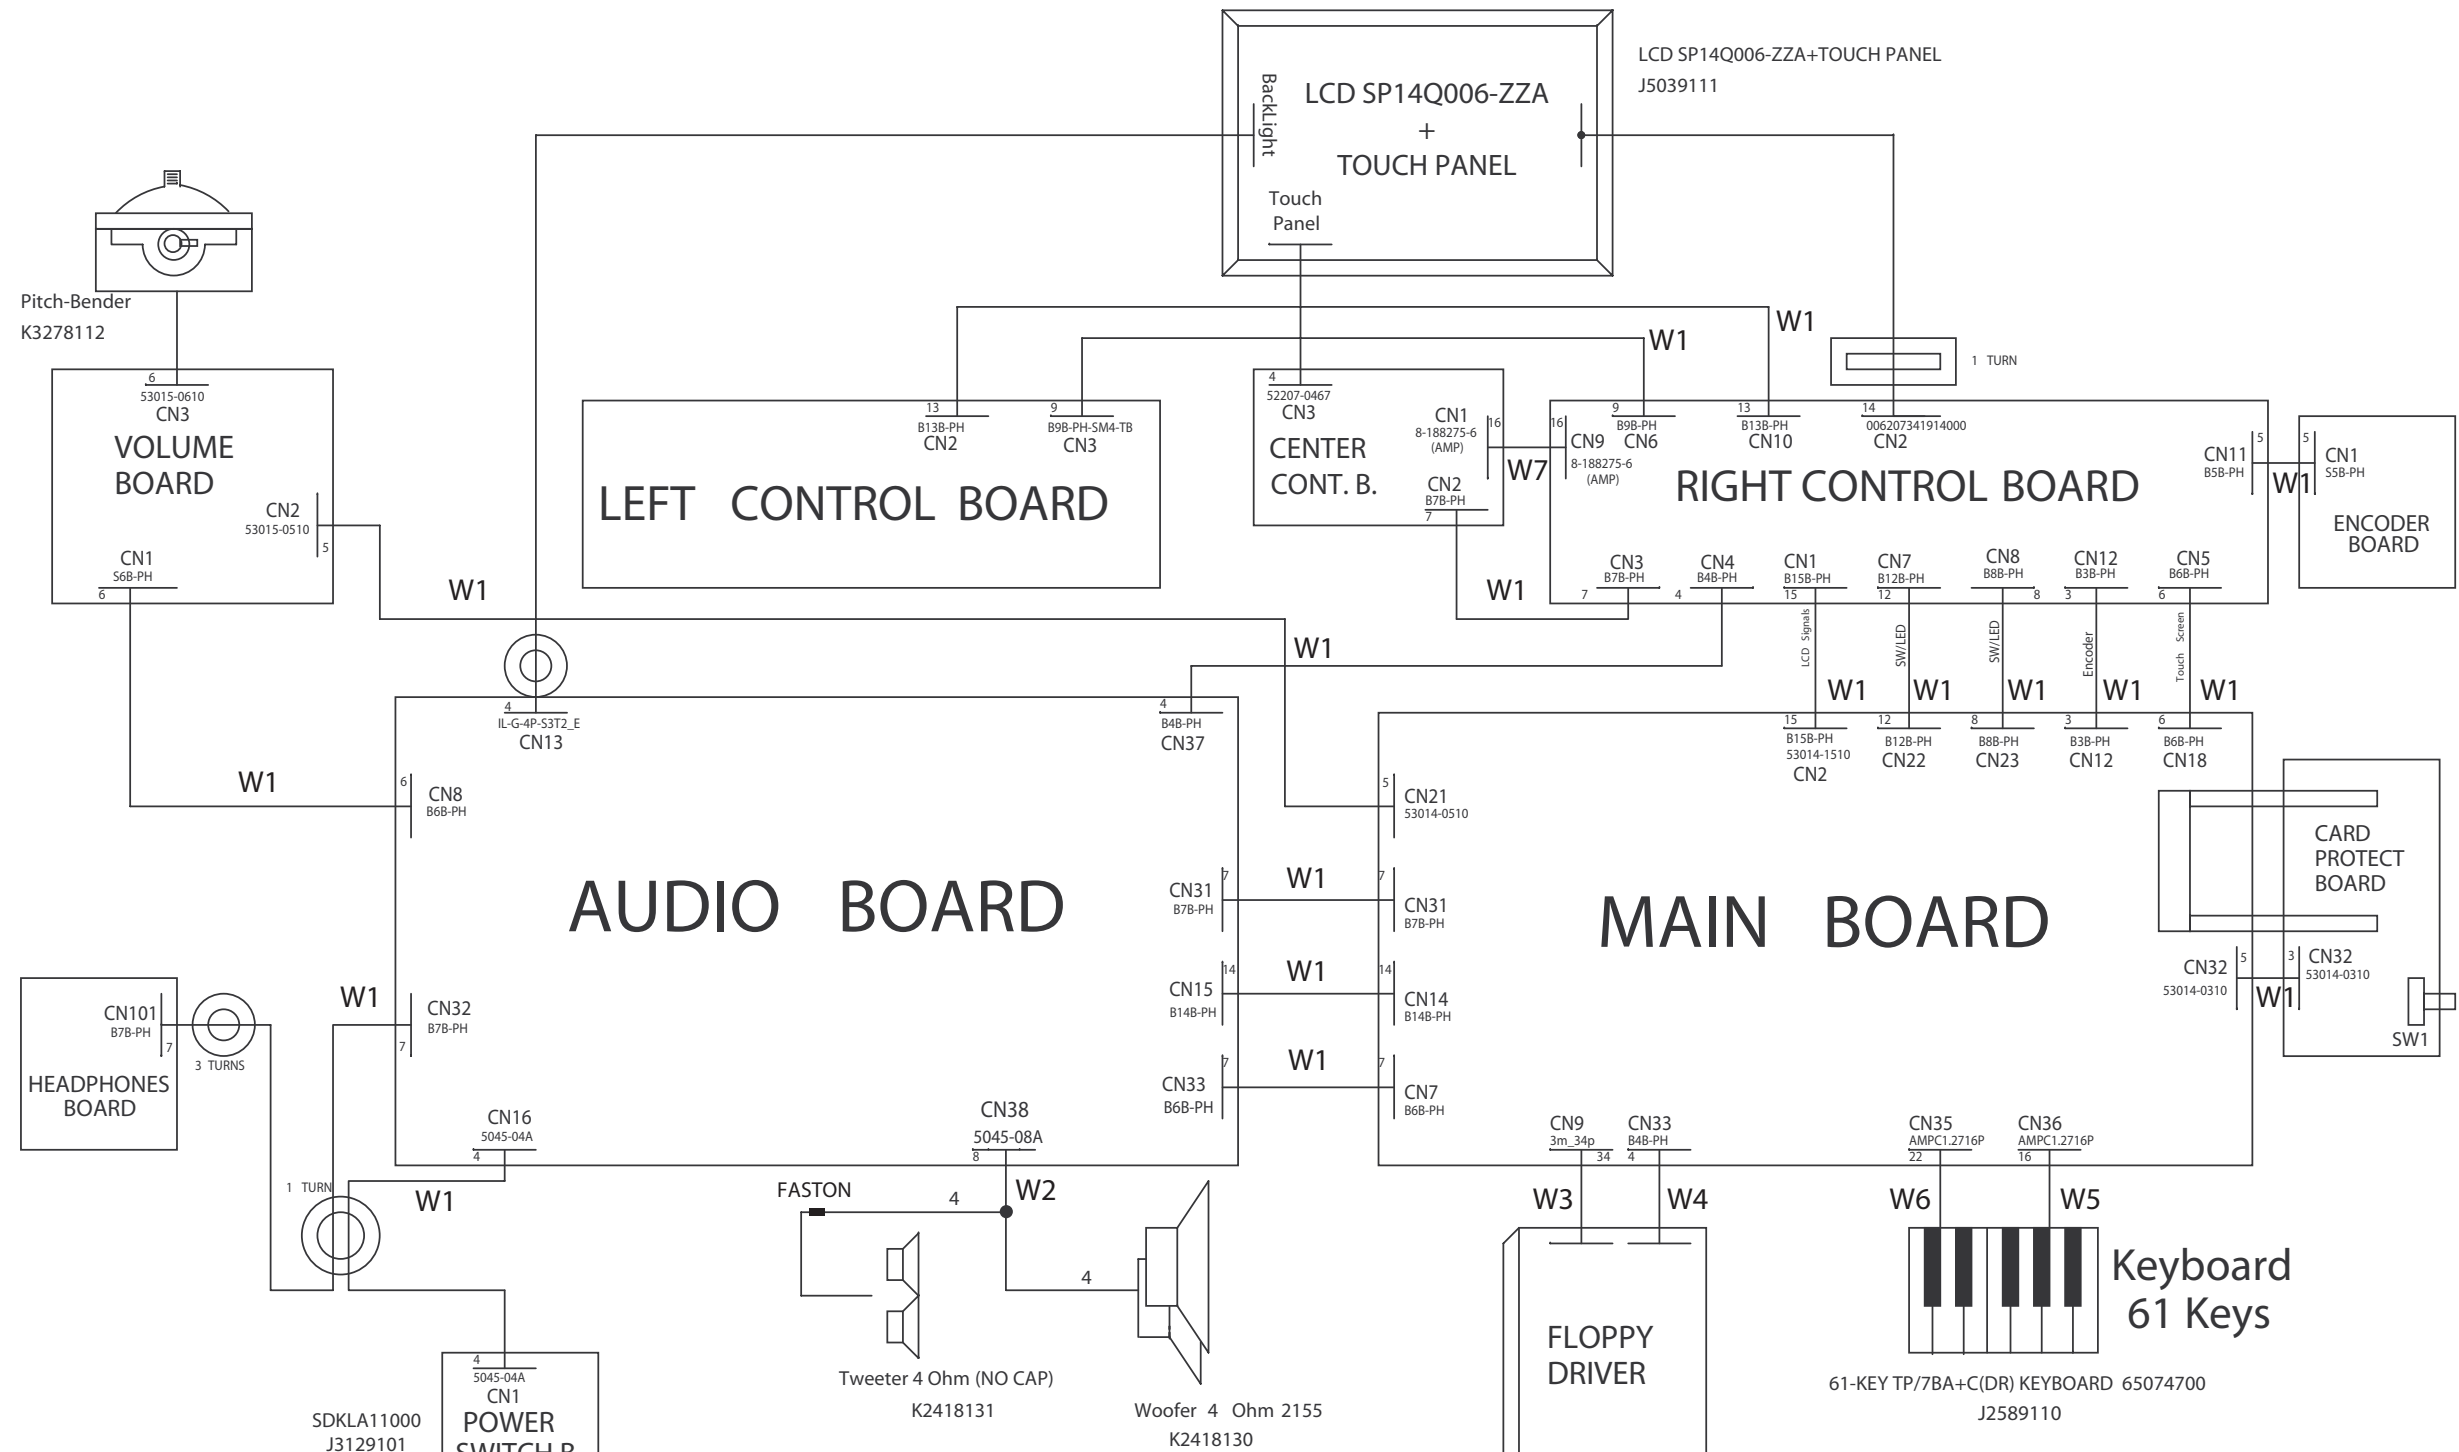 LCD SP14Q006-ZZA+TOUCH PANEL
J5039111
BackLight
LCD SP14Q006-ZZA
+
TOUCH PANEL
Touch
Panel
Pitch-Bender
K3278112
W1
W1
1 TURN
6
53015-0610
CN3
VOLUME
BOARD
CN2
53015-0510
5
CN1
S6B-PH
6
13
B13B-PH
CN2
9
B9B-PH-SM4-TB
CN3
LEFT CONTROL BOARD
4
52207-0467
CN3
CENTER
CONT. B.
CN1
8-188275-6
(AMP)
16
CN2
B7B-PH
7
W7
16
CN9
8-188275-6
(AMP)
9
B9B-PH
CN6
13
B13B-PH
CN10
14
006207341914000
CN2
RIGHT CONTROL BOARD
CN11
B5B-PH
5
W1
5
CN1
S5B-PH
ENCODER
BOARD
CN3
B7B-PH
7
CN4
B4B-PH
4
CN1
B15B-PH
15
CN7
B12B-PH
12
CN8
B8B-PH
8
CN12
B3B-PH
3
CN5
B6B-PH
6
W1
W1
W1
LCD Signals
W1
SW/LED
W1
SW/LED
W1
Encoder
W1
Touch Screen
W1
4
IL-G-4P-S3T2_E
CN13
4
B4B-PH
CN37
W1
6
CN8
B6B-PH
AUDIO BOARD
CN31
B7B-PH
7
W1
CN15
B14B-PH
14
W1
CN33
B6B-PH
7
W1
W1
CN32
B7B-PH
7
CN16
5045-04A
4
CN38
5045-08A
8
15
B15B-PH
53014-1510
CN2
12
B12B-PH
CN22
8
B8B-PH
CN23
3
B3B-PH
CN12
6
B6B-PH
CN18
5
CN21
53014-0510
7
CN31
B7B-PH
14
CN14
B14B-PH
7
CN7
B6B-PH
MAIN BOARD
CARD
PROTECT
BOARD
CN32
53014-0310
5
W1
3
CN32
53014-0310
SW1
CN9
3m_34p
34
CN33
B4B-PH
4
CN35
AMPC1.2716P
22
CN36
AMPC1.2716P
16
CN101
B7B-PH
7
3 TURNS
HEADPHONES
BOARD
1 TURN
W1
FASTON
4
W2
4
W3
W4
W6
W5
Keyboard
61 Keys
FLOPPY
DRIVER
Tweeter 4 Ohm (NO CAP)
K2418131
Woofer 4 Ohm 2155
K2418130
61-KEY TP/7BA+C(DR) KEYBOARD 65074700
J2589110
4
5045-04A
CN1
POWER
SWITCH B.
SDKLA11000
J3129101